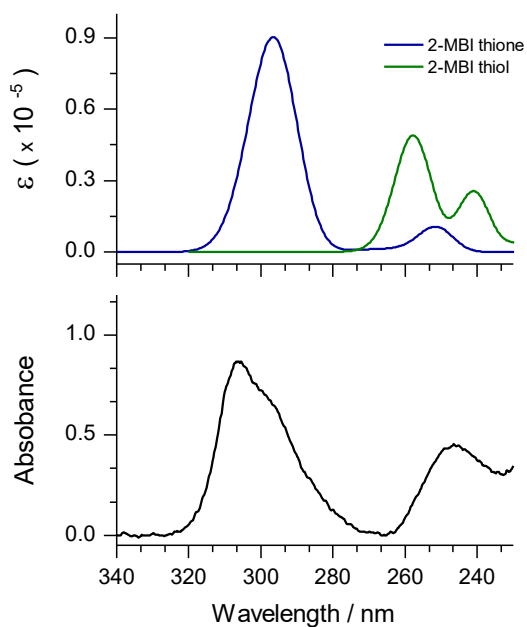 0.9
0.6
0.3
0.0
ε ( x 10 -5 )
2-MBI thione
2-MBI thiol
1.0
0.5
0.0
Absobance
340 320 300 280 260 240
Wavelength / nm